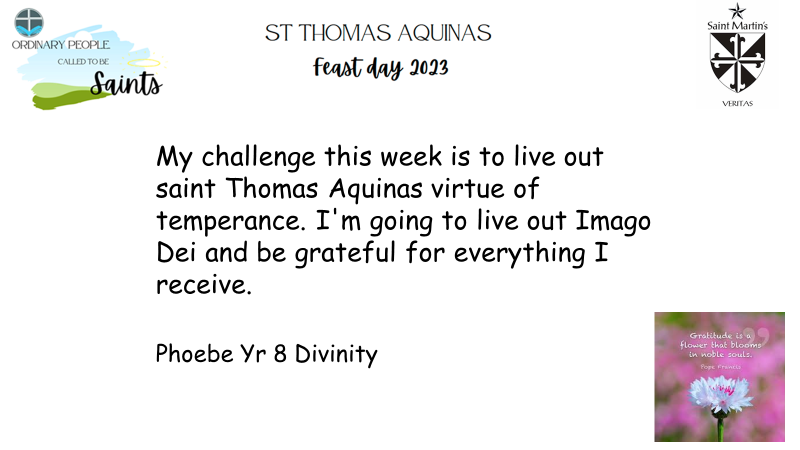 ORDINARY PEOPLE
CALLED TO BE
Saints
ST THOMAS AQUINAS
Feast day 2023
Saint Martin's
VERITAS
My challenge this week is to live out
saint Thomas Aquinas virtue of
temperance. I'm going to live out Imago
Dei and be grateful for everything I
receive.
Phoebe Yr 8 Divinity
Gratitude is a
flower that blooms
in noble souls.
Pope Francis